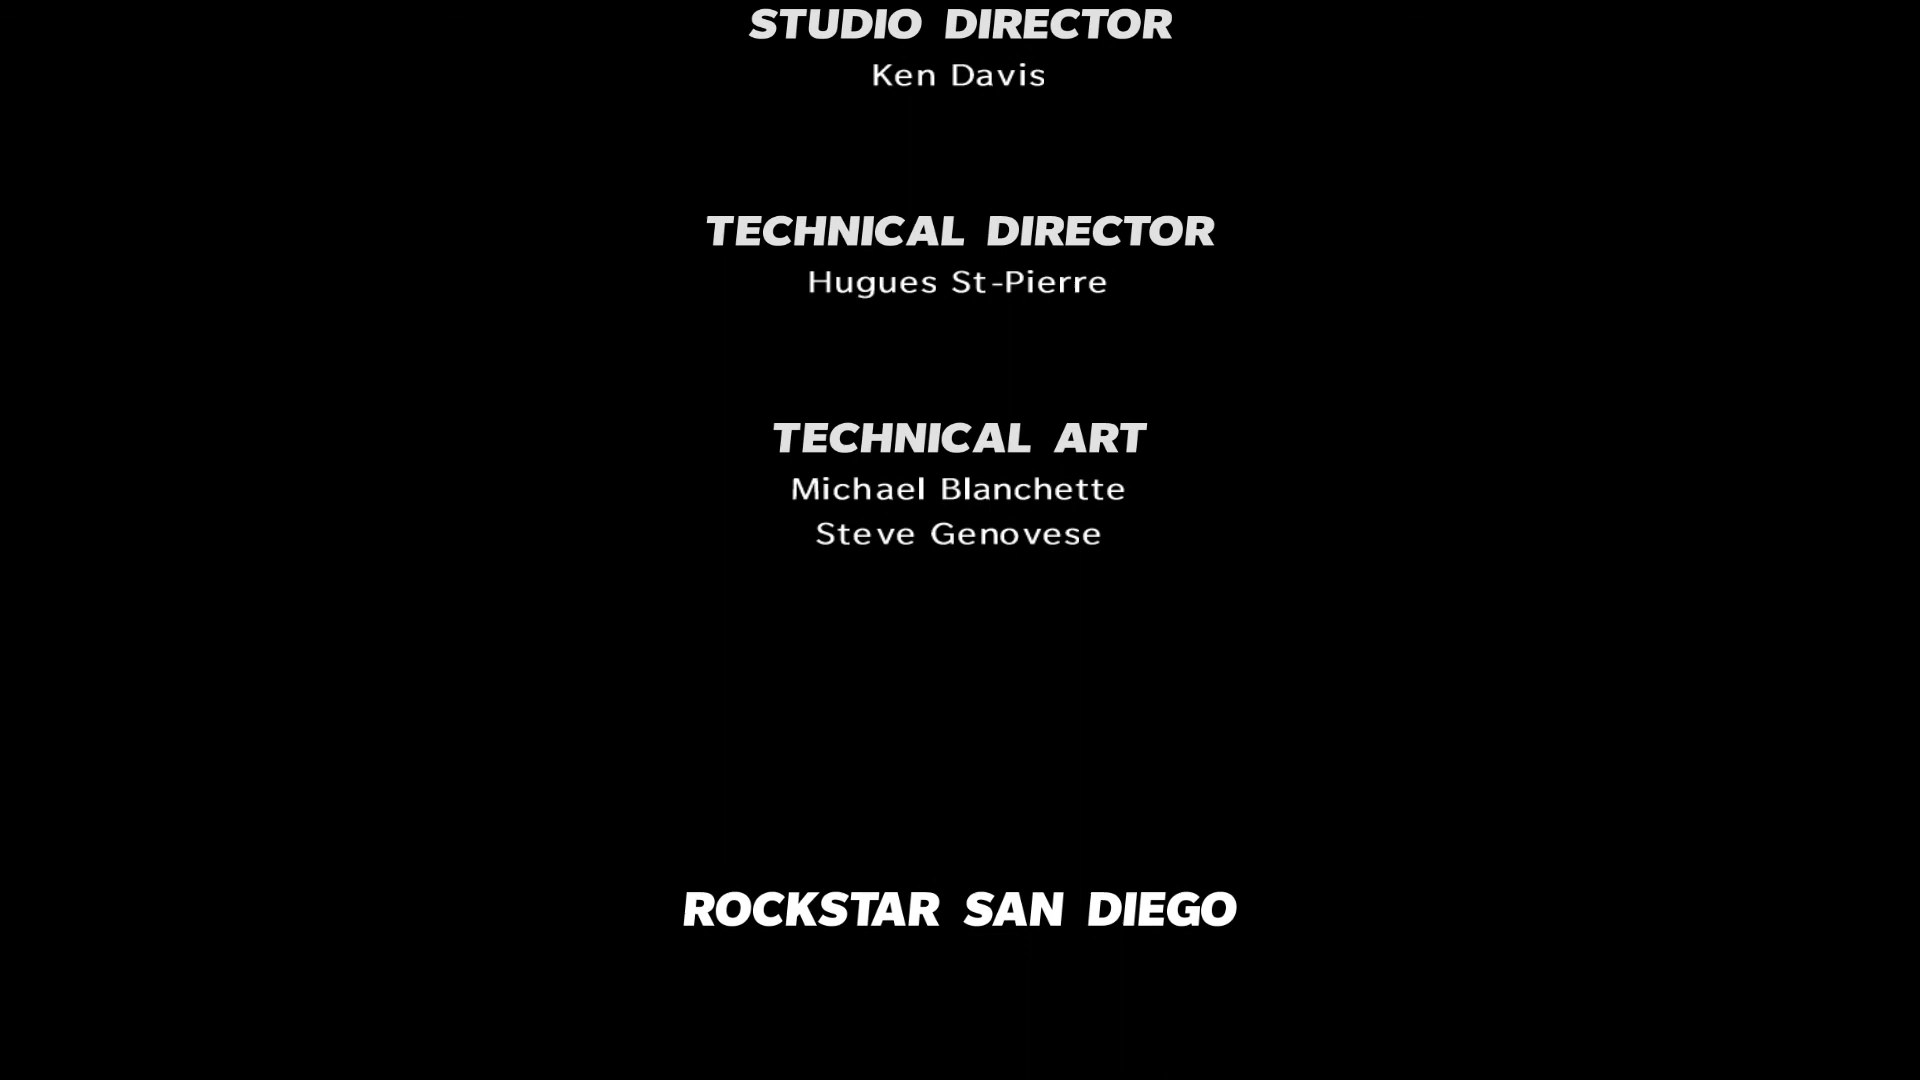 STUDIO DIRECTOR
Ken Davis
TECHNICAL DIRECTOR
Hugues St-Pierre
TECHNICAL ART
Michael Blanchette
Steve Genovese
ROCKSTAR SAN DIEGO